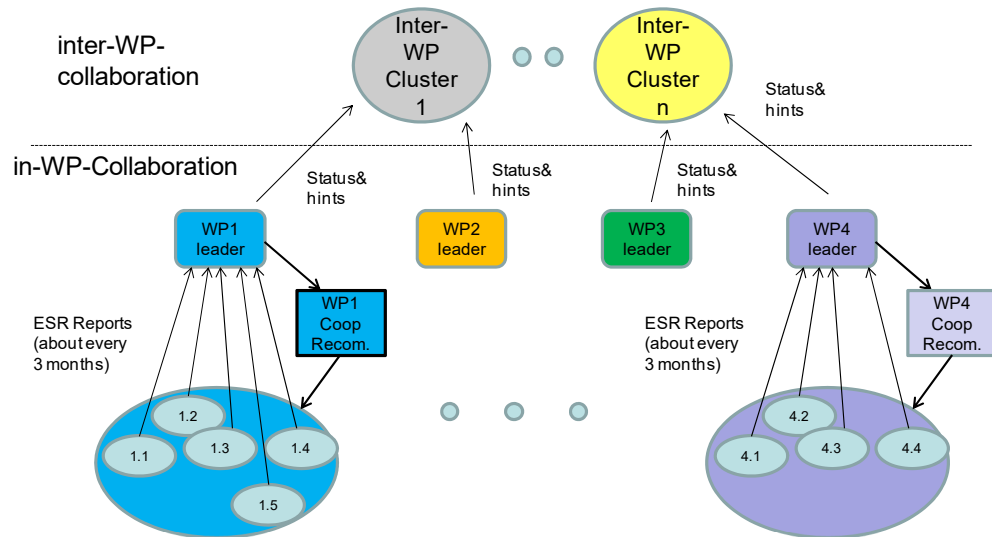 inter-WP-
collaboration
Inter-
WP
Cluster
1
Inter-
WP
Cluster
n
Status&
hints
in-WP-Collaboration
Status&
hints
Status&
hints
Status&
hints
WP1
leader
WP2
leader
WP3
leader
WP4
leader
WP1
Coop
Recom.
WP4
Coop
Recom.
ESR Reports
(about every
3 months)
ESR Reports
(about every
3 months)
1.2
1.1
1.3
1.4
1.5
4.2
4.1
4.3
4.4